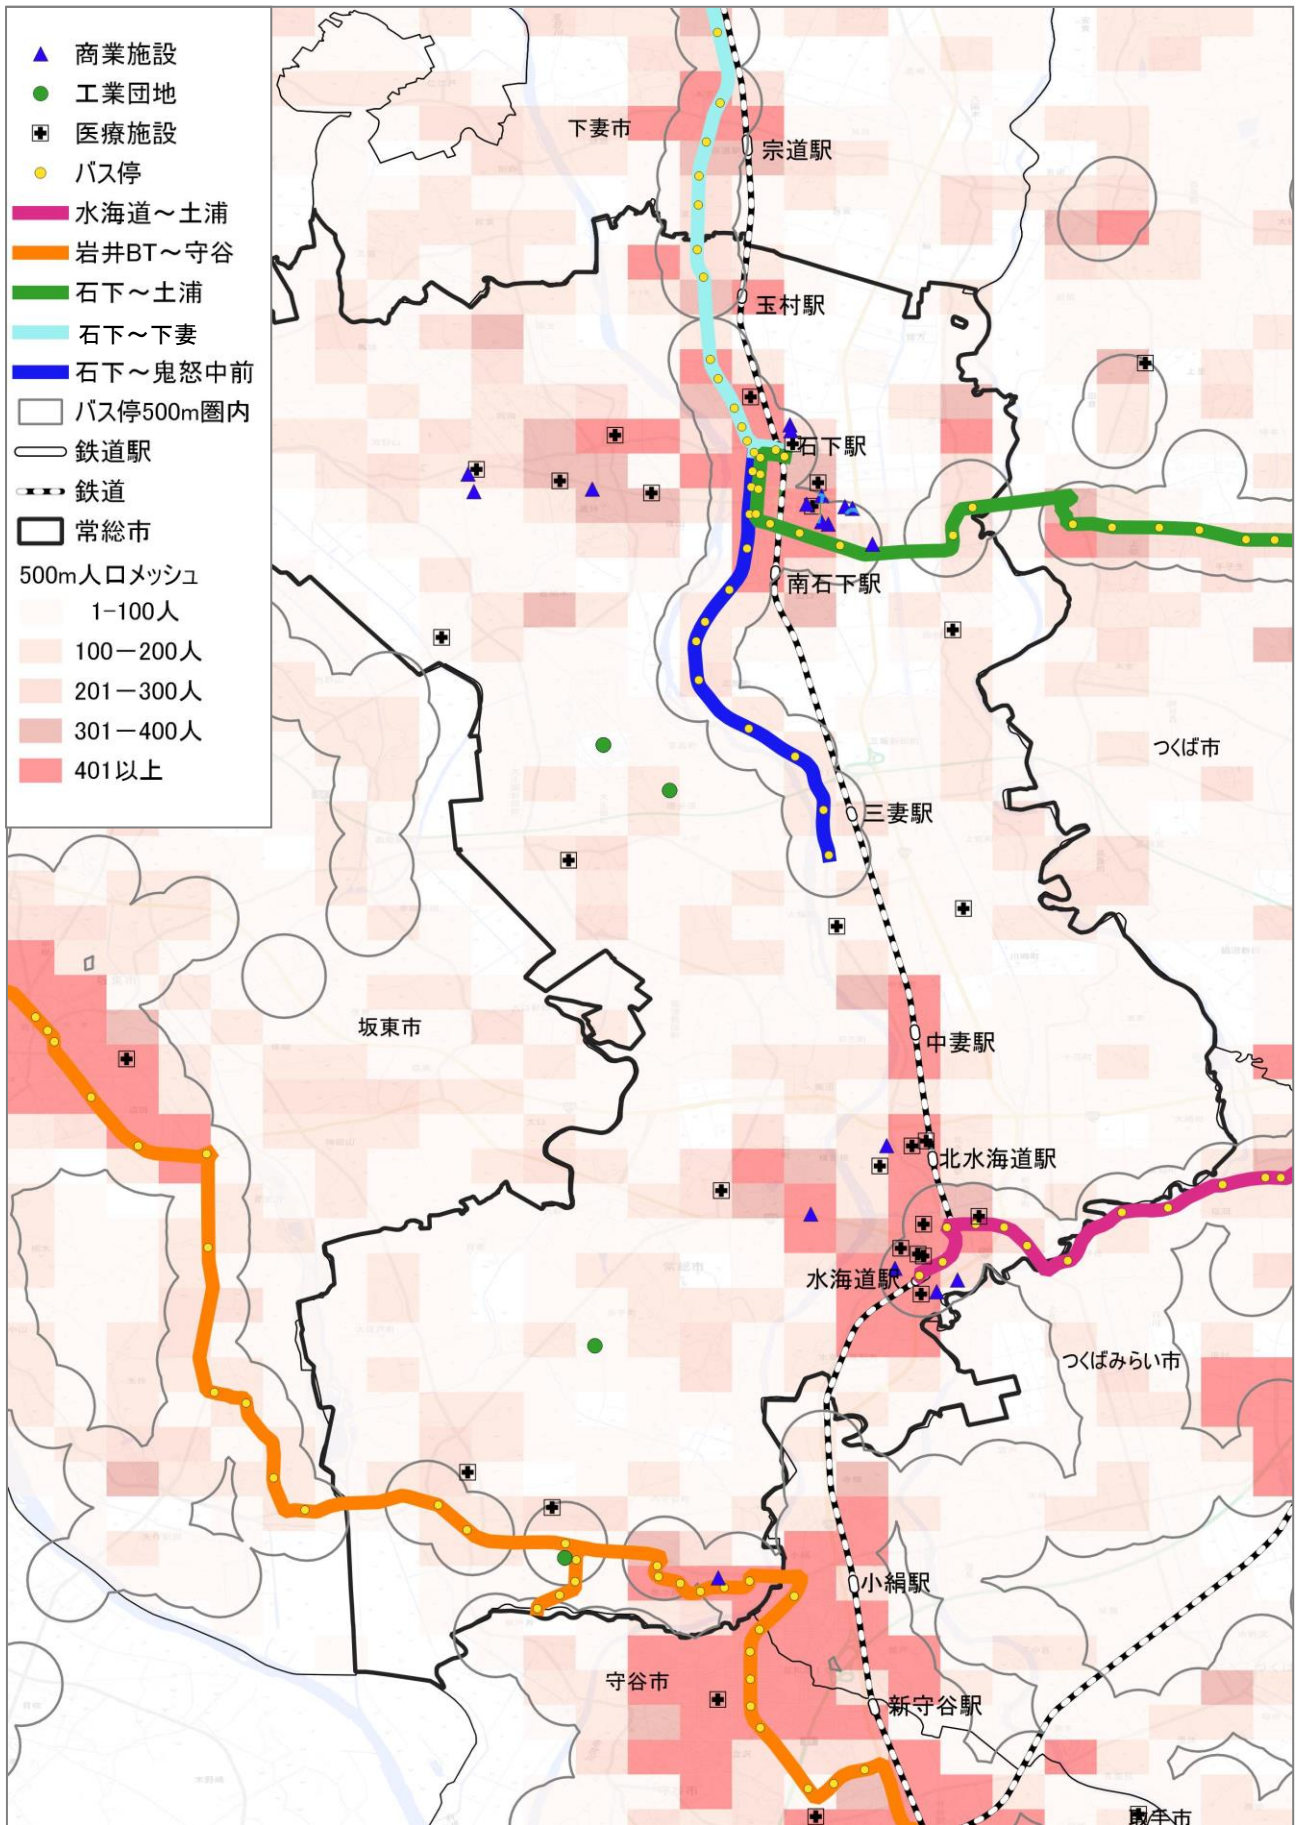 商業施設
工業団地
医療施設
バス停
水海道～土浦
岩井BT～守谷
石下～土浦
石下～下妻
石下～鬼怒中前
バス停500m圏内
鉄道駅
鉄道
常総市
500m人口メッシュ
1-100人
100－200人
201－300人
301－400人
401以上
下妻市
宗道駅
玉村駅
石下駅
南石下駅
つくば市
三妻駅
坂東市
中妻駅
北水海道駅
水海道駅
つくばみらい市
小絹駅
守谷市
新守谷駅
取手市